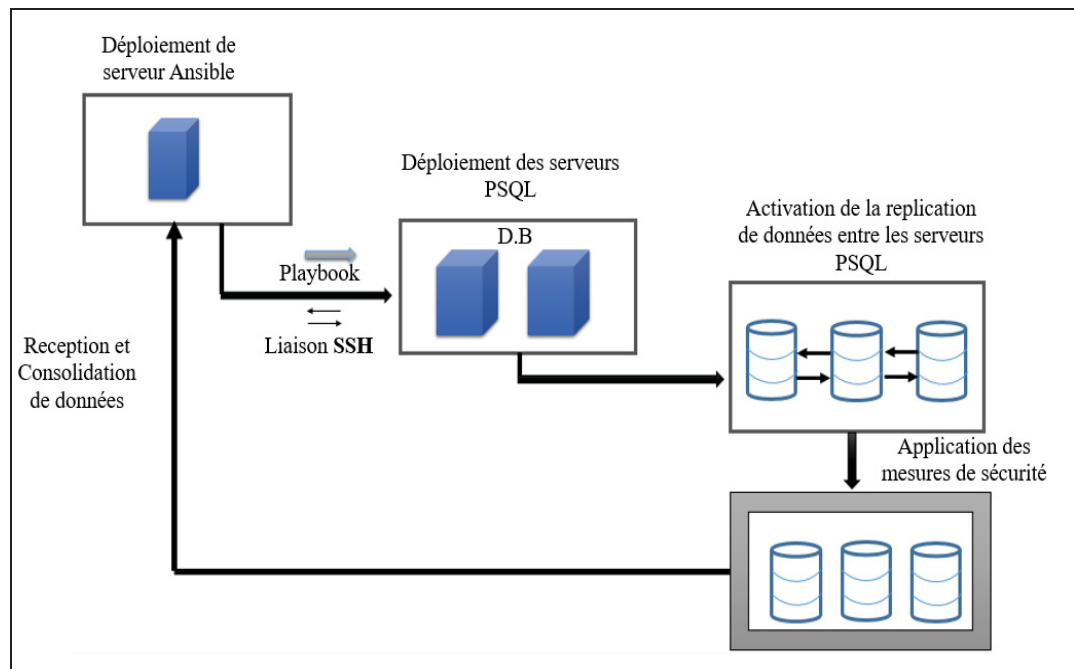 Déploiement de
serveur Ansible
Déploiement des serveurs
PSQL
D.B
Activation de la replication
de données entre les serveurs
PSQL
Playbook
Liaison SSH
Reception et
Consolidation
de données
Application des
mesures de sécurité